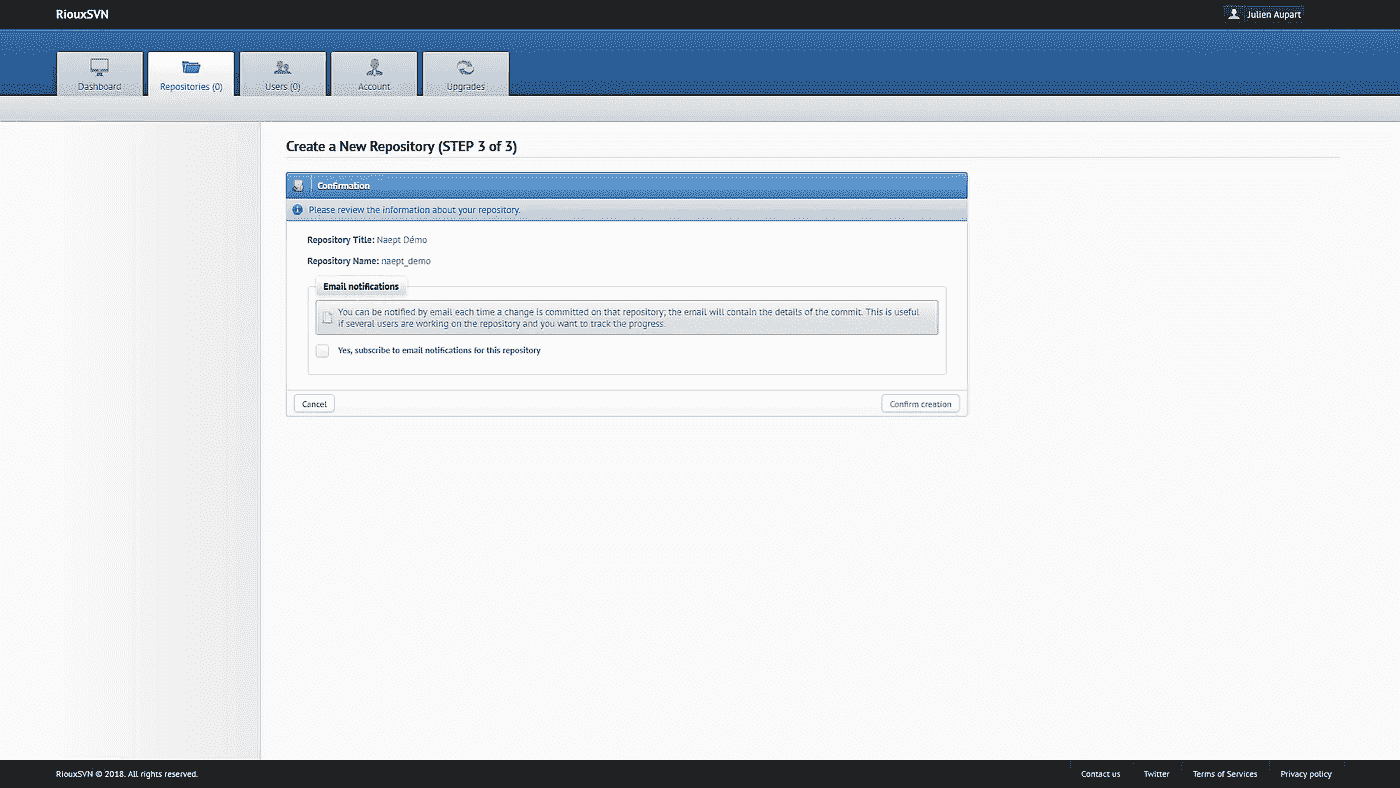 RiouxSVN
Julien Aupart
Dashboard
Repositories (0)
Users (0)
Account
Upgrades
Create a New Repository (STEP 3 of 3)
Confirmation
Please review the information about your repository.
Repository Title: Naept Démo
Repository Name: naept_demo
Email notifications
You can be notified by email each time a change is committed on that repository; the email will contain the details of the commit. This is useful
if several users are working on the repository and you want to track the progress.
Yes, subscribe to email notifications for this repository
Cancel
Confirm creation
RiouxSVN © 2018. All rights reserved.
Contact us
Twitter
Terms of Services
Privacy policy